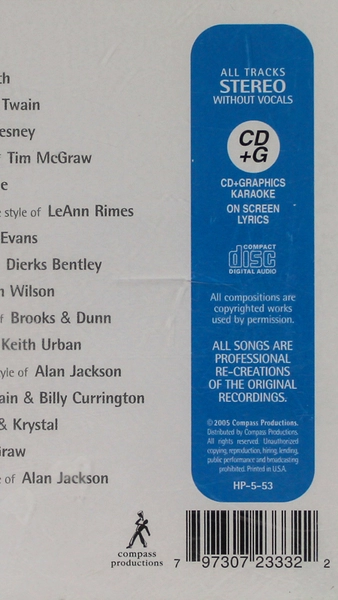 th
Twain
esney
Tim McGraw
e
style of LeAnn Rimes
Evans
Dierks Bentley
n Wilson
f Brooks & Dunn
Keith Urban
yle of Alan Jackson
ain & Billy Currington
& Krystal
raw
e of Alan Jackson
ALL TRACKS
STEREO
WITHOUT VOCALS
CD
+G
CD+GRAPHICS
KARAOKE
ON SCREEN
LYRICS
COMPACT
disc
DIGITAL AUDIO
All compositions are
copyrighted works
used by permission.
ALL SONGS ARE
PROFESSIONAL
RE-CREATIONS
OF THE ORIGINAL
RECORDINGS.
©2005 Compass Productions.
Distributed by Compass Productions.
All rights reserved. Unauthorized
copying, reproduction, hiring, lending,
public performance and broadcasting
prohibited. Printed in U.S.A.
HP-5-53
compass
productions
7 97307 23332 2